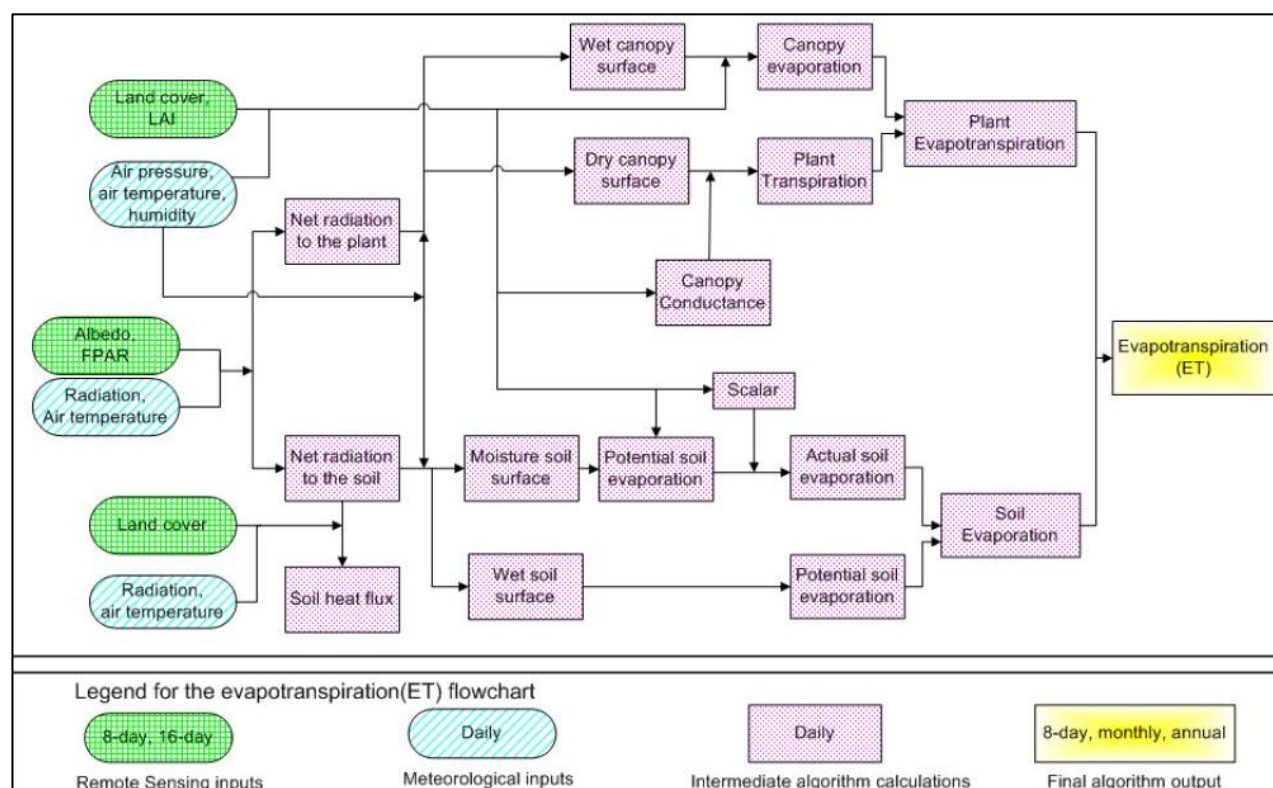 Wet canopy
surface
Canopy
evaporation
Land cover,
LAI
Plant
Evapotranspiration
Air pressure,
air temperature,
humidity
Dry canopy
surface
Plant
Transpiration
Net radiation
to the plant
Canopy
Conductance
Albedo,
FPAR
Radiation,
Air temperature
Evapotranspiration
(ET)
Scalar
Net radiation
to the soil
Moisture soil
surface
Potential soil
evaporation
Actual soil
evaporation
Land cover
Soil
Evaporation
Radiation,
air temperature
Soil heat flux
Wet soil
surface
Potential soil
evaporation
Legend for the evapotranspiration(ET) flowchart
8-day, 16-day
Daily
Daily
8-day, monthly, annual
Remote Sensing inputs
Meteorological inputs
Intermediate algorithm calculations
Final algorithm output